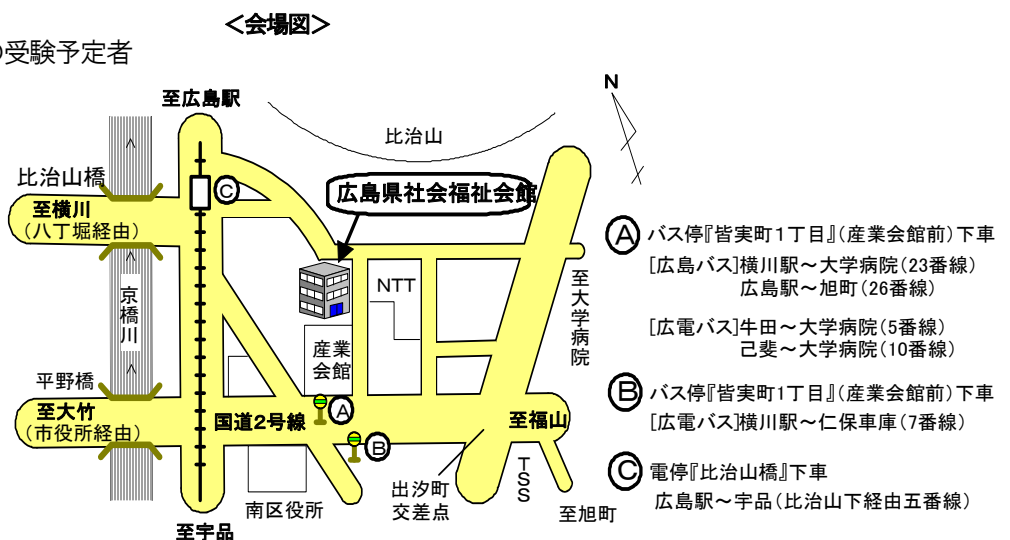 ＜会場図＞
受験予定者
至広島駅
N
比治山
比治山橋
C
広島県社会福祉会館
至横川
(八丁堀経由)
京橋川
NTT
至大学病院
産業
会館
平野橋
至大竹
(市役所経由)
国道2号線
A
B
至福山
南区役所
出汐町
交差点
TSS
至旭町
至宇品
A バス停『皆実町1丁目』(産業会館前)下車
[広島バス]横川駅～大学病院(23番線)
広島駅～旭町(26番線)
[広電バス]牛田～大学病院(5番線)
己斐～大学病院(10番線)
B バス停『皆実町1丁目』(産業会館前)下車
[広電バス]横川駅～仁保車庫(7番線)
C 電停『比治山橋』下車
広島駅～宇品(比治山下経由五番線)